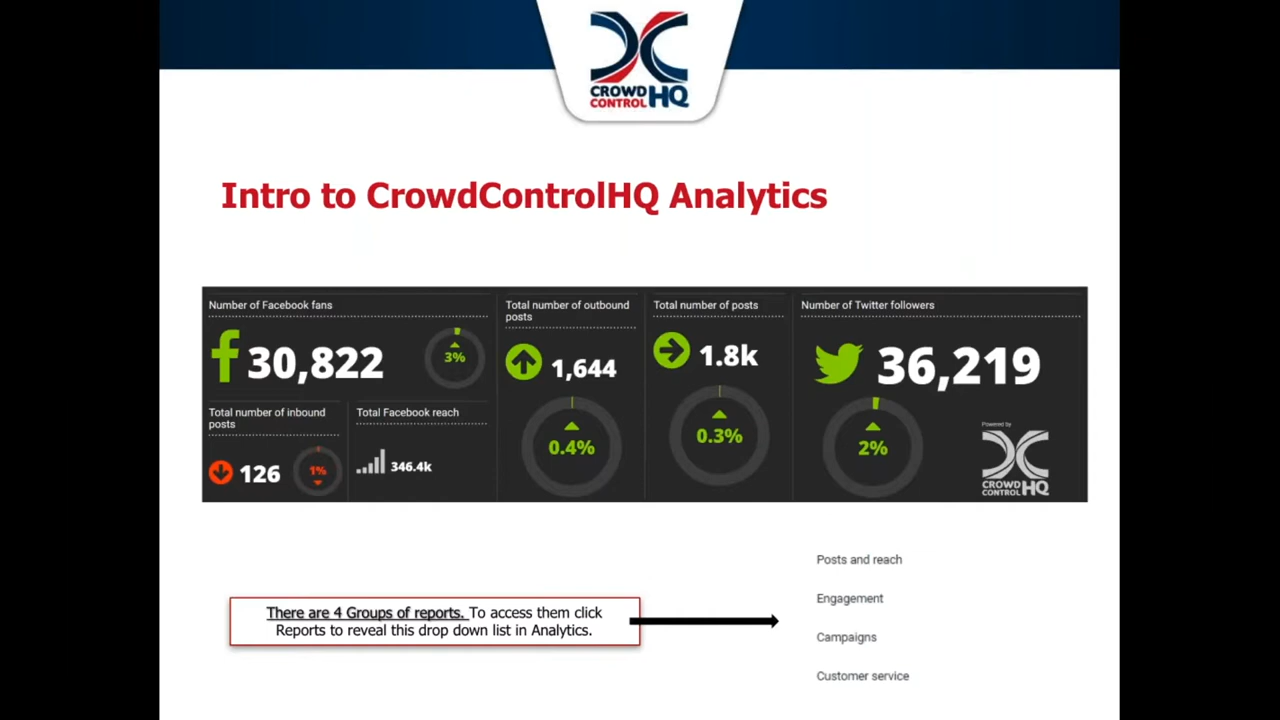 CROWD
CONTROL HQ
Intro to CrowdControlHQ Analytics
Number of Facebook fans
30,822
3%
Total number of inbound
posts
126
1%
Total Facebook reach
346.4k
Total number of outbound
posts
1,644
0.4%
Total number of posts
1.8k
0.3%
Number of Twitter followers
36,219
2%
Powered by
CROWD
CONTROL HQ
There are 4 Groups of reports. To access them click
Reports to reveal this drop down list in Analytics.
Posts and reach
Engagement
Campaigns
Customer service